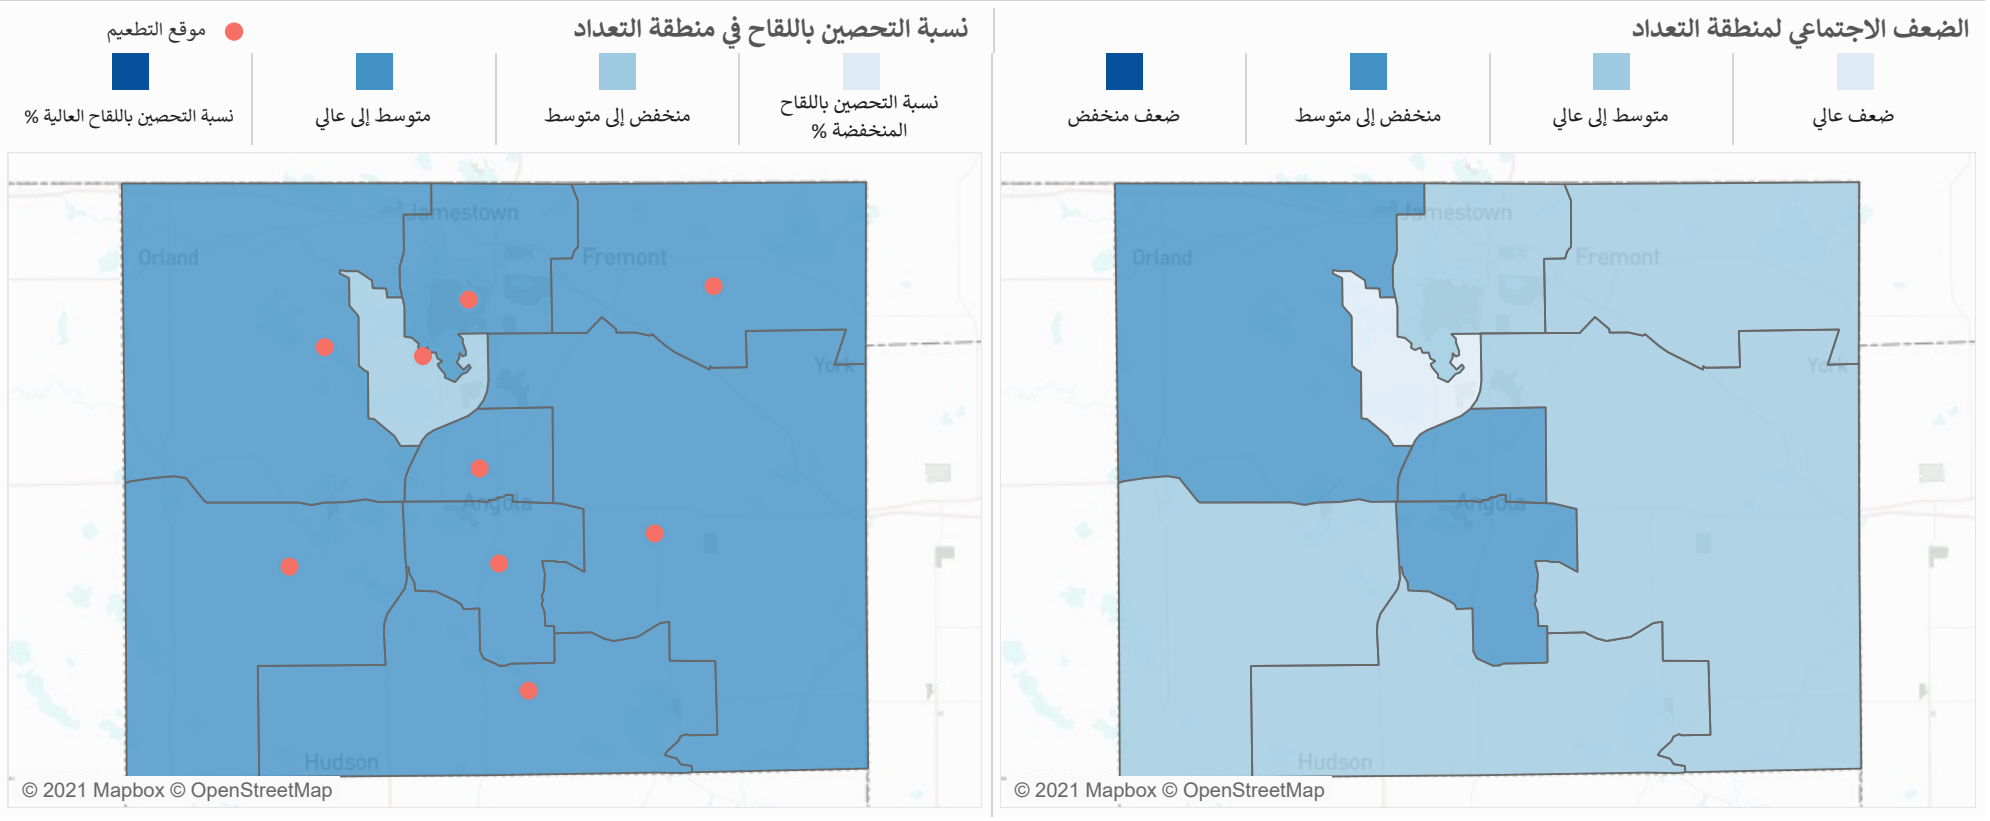 الضعف الاجتماعي لمنطقة التعداد
ضعف عالي
متوسط إلى عالي
منخفض إلى متوسط
ضعف منخفض
Jamestown
Orland
Fremont
York
Angola
Hudson
© 2021 Mapbox © OpenStreetMap
نسبة التحصين باللقاح في منطقة التعداد
موقع التطعيم
نسبة التحصين باللقاح
المنخفضة %
منخفض إلى متوسط
متوسط إلى عالي
نسبة التحصين باللقاح العالية %
Jamestown
Orland
Fremont
York
Angola
Hudson
© 2021 Mapbox © OpenStreetMap